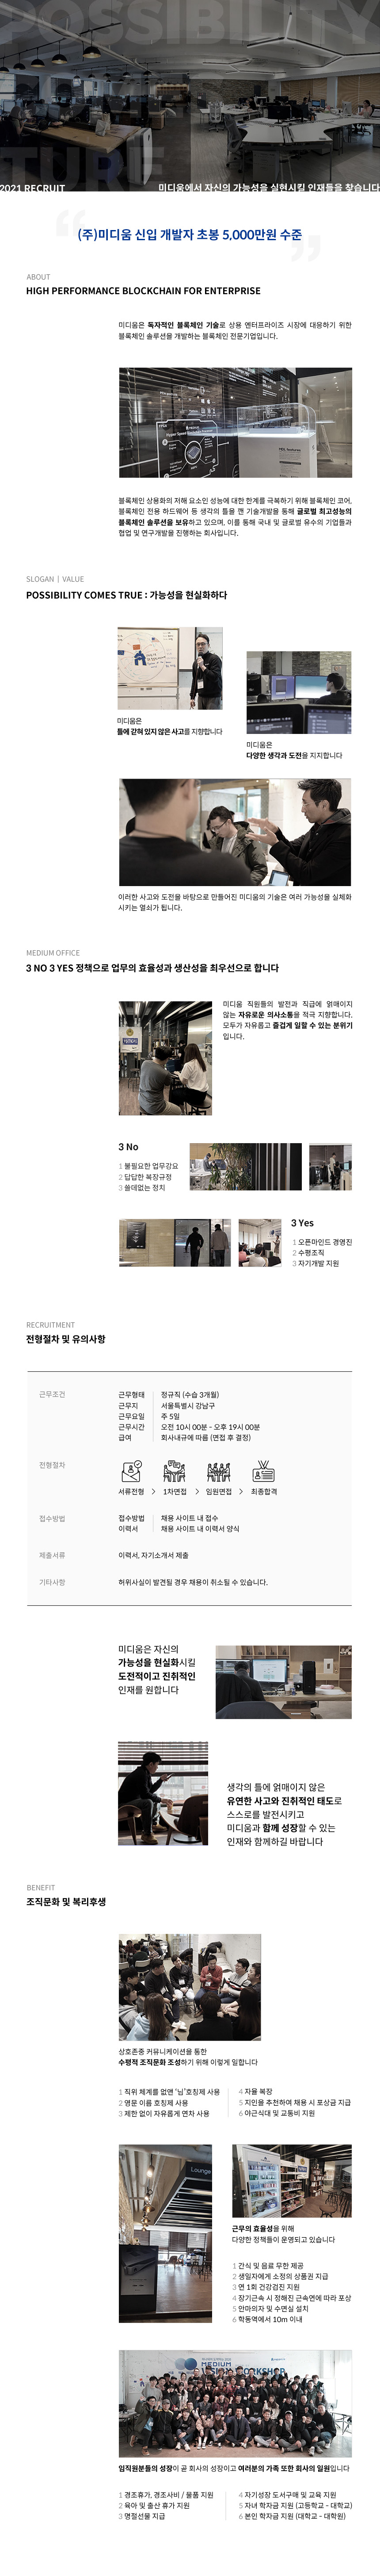 POSSIBILITY
2021 RECRUIT
미디움에서 자신의 가능성을 실현시킬 인재들을 찾습니다
(주)미디움 신입 개발자 초봉 5,000만원 수준
ABOUT
HIGH PERFORMANCE BLOCKCHAIN FOR ENTERPRISE
미디움은 독자적인 블록체인 기술로 상용 엔터프라이즈 시장에 대응하기 위한
블록체인 솔루션을 개발하는 블록체인 전문기업입니다.
블록체인 상용화의 저해 요소인 성능에 대한 한계를 극복하기 위해 블록체인 코어,
블록체인 전용 하드웨어 등 생각의 틀을 깬 기술개발을 통해 글로벌 최고성능의
블록체인 솔루션을 보유하고 있으며, 이를 통해 국내 및 글로벌 유수의 기업들과
협업 및 연구개발을 진행하는 회사입니다.
SLOGAN | VALUE
POSSIBILITY COMES TRUE : 가능성을 현실화하다
미디움은
틀에 갇혀 있지 않은 사고를 지향합니다
미디움은
다양한 생각과 도전을 지지합니다
이러한 사고와 도전을 바탕으로 만들어진 미디움의 기술은 여러 가능성을 실체화
시키는 열쇠가 됩니다.
MEDIUM OFFICE
3 NO 3 YES 정책으로 업무의 효율성과 생산성을 최우선으로 합니다
미디움 직원들의 발전과 직급에 얽매이지
않는 자유로운 의사소통을 적극 지향합니다.
모두가 자유롭고 즐겁게 일할 수 있는 분위기
입니다.
3 No
1 불필요한 업무강요
2 답답한 복장규정
3 쓸데없는 정치
3 Yes
1 오픈마인드 경영진
2 수평조직
3 자기개발 지원
RECRUITMENT
전형절차 및 유의사항
근무조건
근무형태 정규직 (수습 3개월)
근무지 서울특별시 강남구
근무요일 주 5일
근무시간 오전 10시 00분 - 오후 19시 00분
급여 회사내규에 따름 (면접 후 결정)
전형절차
서류전형 > 1차면접 > 임원면접 > 최종합격
접수방법
접수방법 채용 사이트 내 접수
이력서 채용 사이트 내 이력서 양식
제출서류
이력서, 자기소개서 제출
기타사항
허위사실이 발견될 경우 채용이 취소될 수 있습니다.
미디움은 자신의
가능성을 현실화시킬
도전적이고 진취적인
인재를 원합니다
생각의 틀에 얽매이지 않은
유연한 사고와 진취적인 태도로
스스로를 발전시키고
미디움과 함께 성장할 수 있는
인재와 함께하길 바랍니다
BENEFIT
조직문화 및 복리후생
상호존중 커뮤니케이션을 통한
수평적 조직문화 조성하기 위해 이렇게 일합니다
1 직위 체계를 없앤 '님'호칭제 사용
2 영문 이름 호칭제 사용
3 제한 없이 자유롭게 연차 사용
4 자율 복장
5 지인을 추천하여 채용 시 포상금 지급
6 야근식대 및 교통비 지원
Lounge
근무의 효율성을 위해
다양한 정책들이 운영되고 있습니다
1 간식 및 음료 무한 제공
2 생일자에게 소정의 상품권 지급
3 연 1회 건강검진 지원
4 장기근속 시 정해진 근속연에 따라 포상
5 안마의자 및 수면실 설치
6 학동역에서 10m 이내
MEDIUM
VISION WORKSHOP
임직원분들의 성장이 곧 회사의 성장이고 여러분의 가족 또한 회사의 일원입니다
1 경조휴가, 경조사비 / 물품 지원
2 육아 및 출산 휴가 지원
3 명절선물 지급
4 자기성장 도서구매 및 교육 지원
5 자녀 학자금 지원 (고등학교 - 대학교)
6 본인 학자금 지원 (대학교 - 대학원)